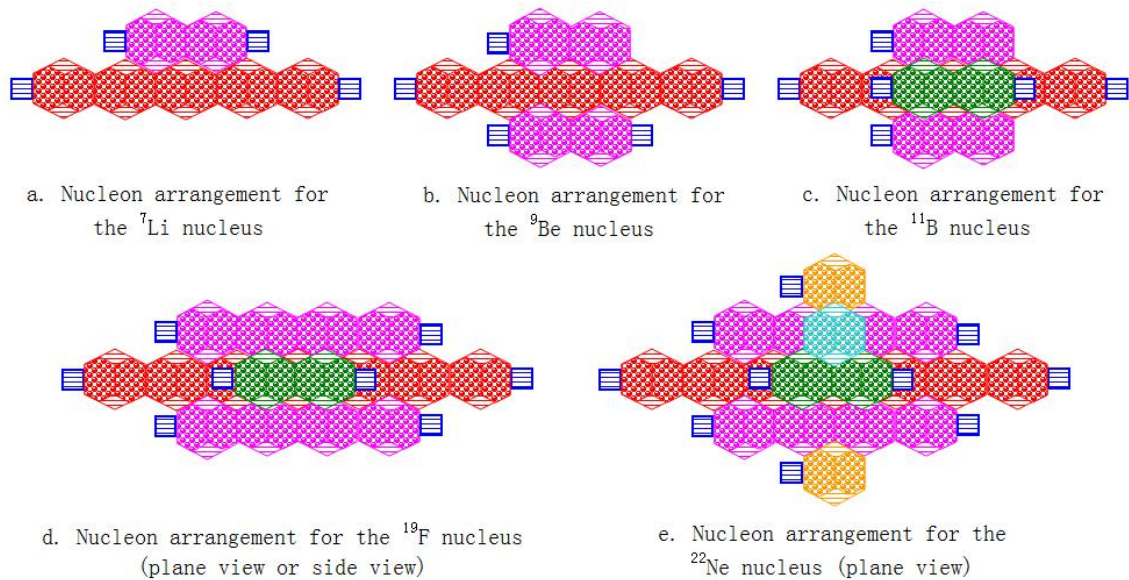 a. Nucleon arrangement for
the ⁷Li nucleus
b. Nucleon arrangement for
the ⁹Be nucleus
c. Nucleon arrangement for
the ¹¹B nucleus
d. Nucleon arrangement for the ¹⁹F nucleus
(plane view or side view)
e. Nucleon arrangement for the
²²Ne nucleus (plane view)